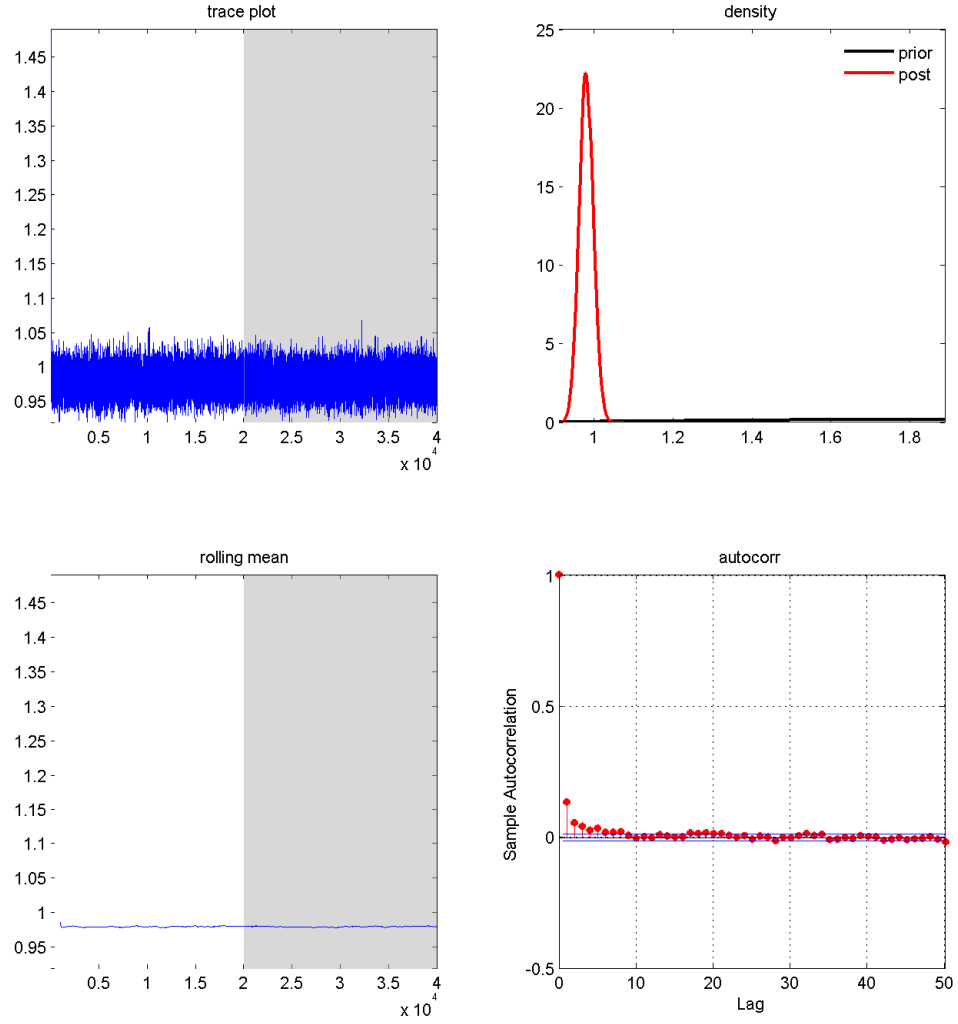 trace plot
1.45
1.4
1.35
1.3
1.25
1.2
1.15
1.1
1.05
1
0.95
0.5 1 1.5 2 2.5 3 3.5 4
x 10^4
density
25
20
15
10
5
0
1 1.2 1.4 1.6 1.8
prior
post
rolling mean
1.45
1.4
1.35
1.3
1.25
1.2
1.15
1.1
1.05
1
0.95
0.5 1 1.5 2 2.5 3 3.5 4
x 10^4
autocorr
Sample Autocorrelation
1
0.5
0
-0.5
0 10 20 30 40 50
Lag